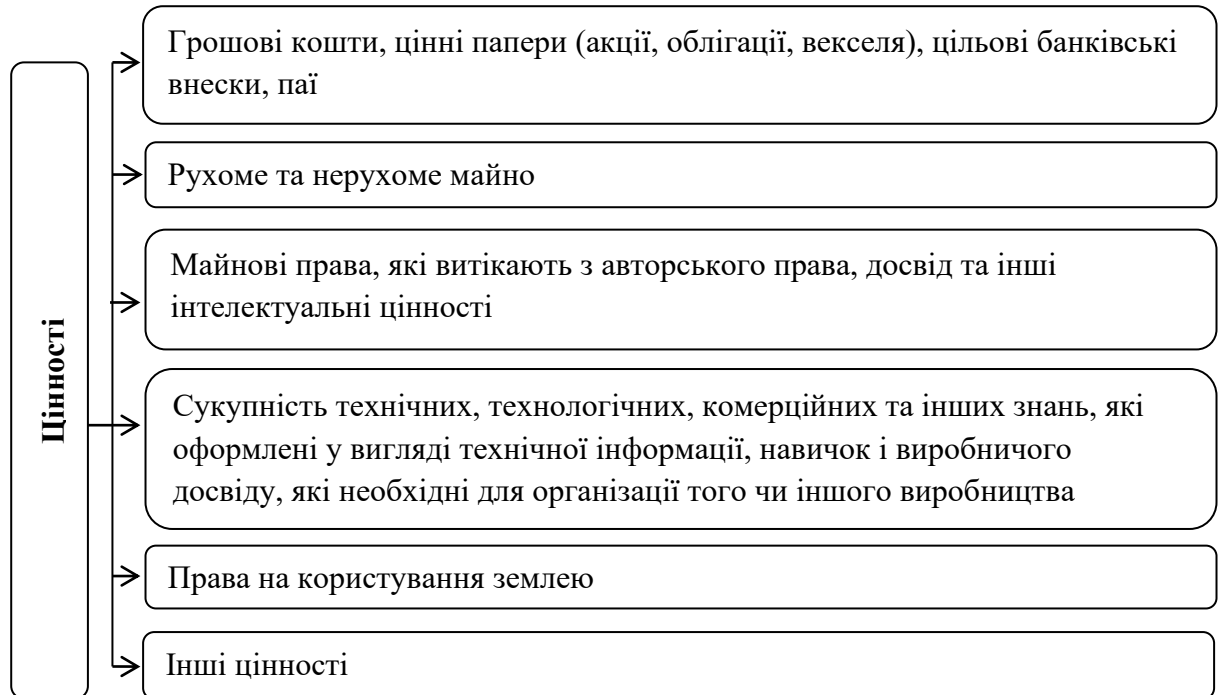 Цінності
Грошові кошти, цінні папери (акції, облігації, векселя), цільові банківські
внески, паї
Рухоме та нерухоме майно
Майнові права, які витікають з авторського права, досвід та інші
інтелектуальні цінності
Сукупність технічних, технологічних, комерційних та інших знань, які
оформлені у вигляді технічної інформації, навичок і виробничого
досвіду, які необхідні для організації того чи іншого виробництва
Права на користування землею
Інші цінності